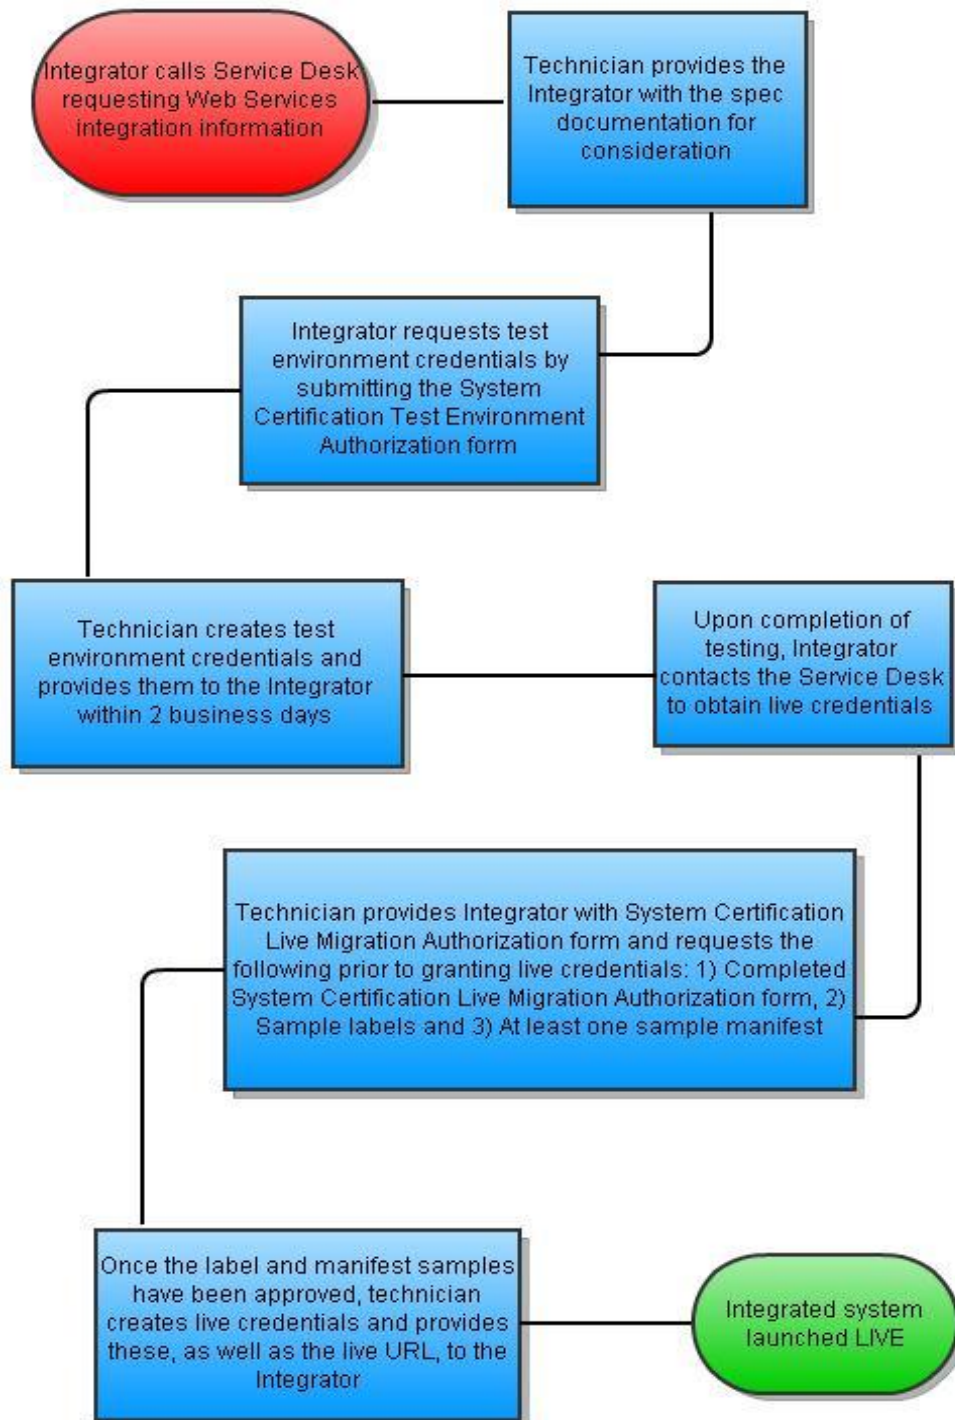 Integrator calls Service Desk
requesting Web Services
integration information
Technician provides the
Integrator with the spec
documentation for
consideration
Integrator requests test
environment credentials by
submitting the System
Certification Test Environment
Authorization form
Technician creates test
environment credentials and
provides them to the Integrator
within 2 business days
Upon completion of
testing, Integrator
contacts the Service Desk
to obtain live credentials
Technician provides Integrator with System Certification
Live Migration Authorization form and requests the
following prior to granting live credentials: 1) Completed
System Certification Live Migration Authorization form, 2)
Sample labels and 3) At least one sample manifest
Once the label and manifest samples
have been approved, technician
creates live credentials and provides
these, as well as the live URL, to the
Integrator
Integrated system
launched LIVE